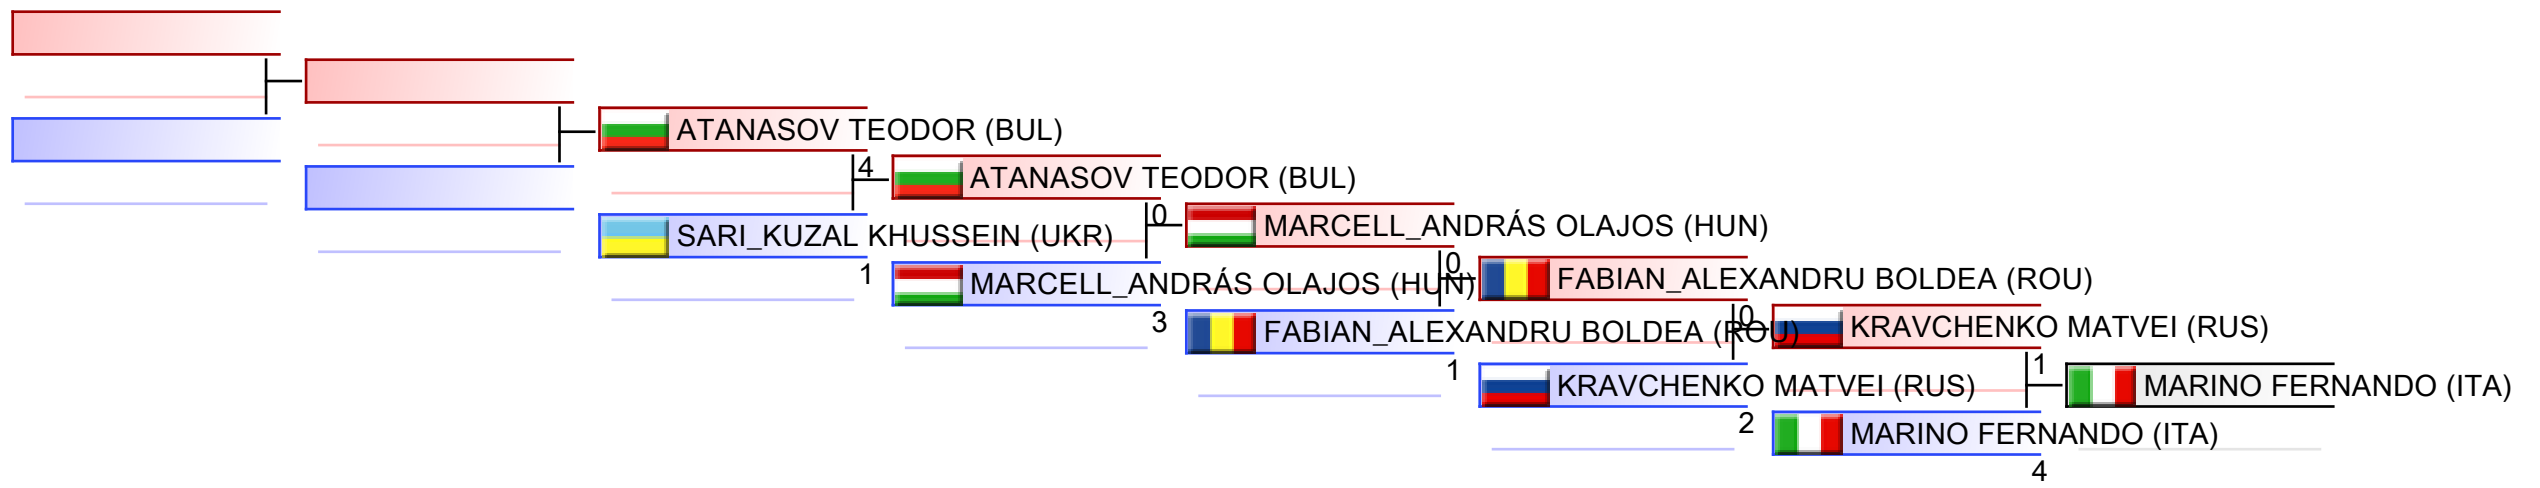 ATANASOV TEODOR (BUL)
4
SARI_KUZAL KHUSSEIN (UKR)
1
ATANASOV TEODOR (BUL)
0
MARCELL_ANDRÁS OLAJOS (HUN)
3
MARCELL_ANDRÁS OLAJOS (HUN)
0
FABIAN_ALEXANDRU BOLDEA (ROU)
1
FABIAN_ALEXANDRU BOLDEA (ROU)
0
KRAVCHENKO MATVEI (RUS)
2
KRAVCHENKO MATVEI (RUS)
1
MARINO FERNANDO (ITA)
4
MARINO FERNANDO (ITA)